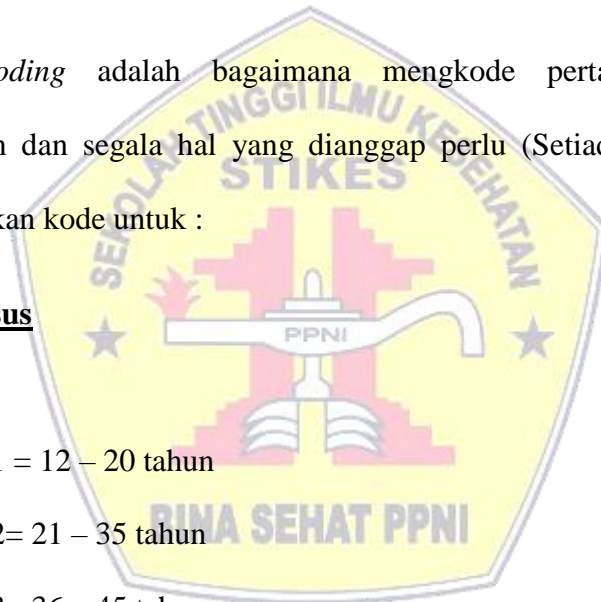 oding adalah bagaimana mengkode perta
dan segala hal yang dianggap perlu (Setiad
kan kode untuk :
sus
= 12 – 20 tahun
2= 21 – 35 tahun
SEKOLAH TINGGI ILMU KESEHATAN
STIKES
PPNI
BINA SEHAT PPNI